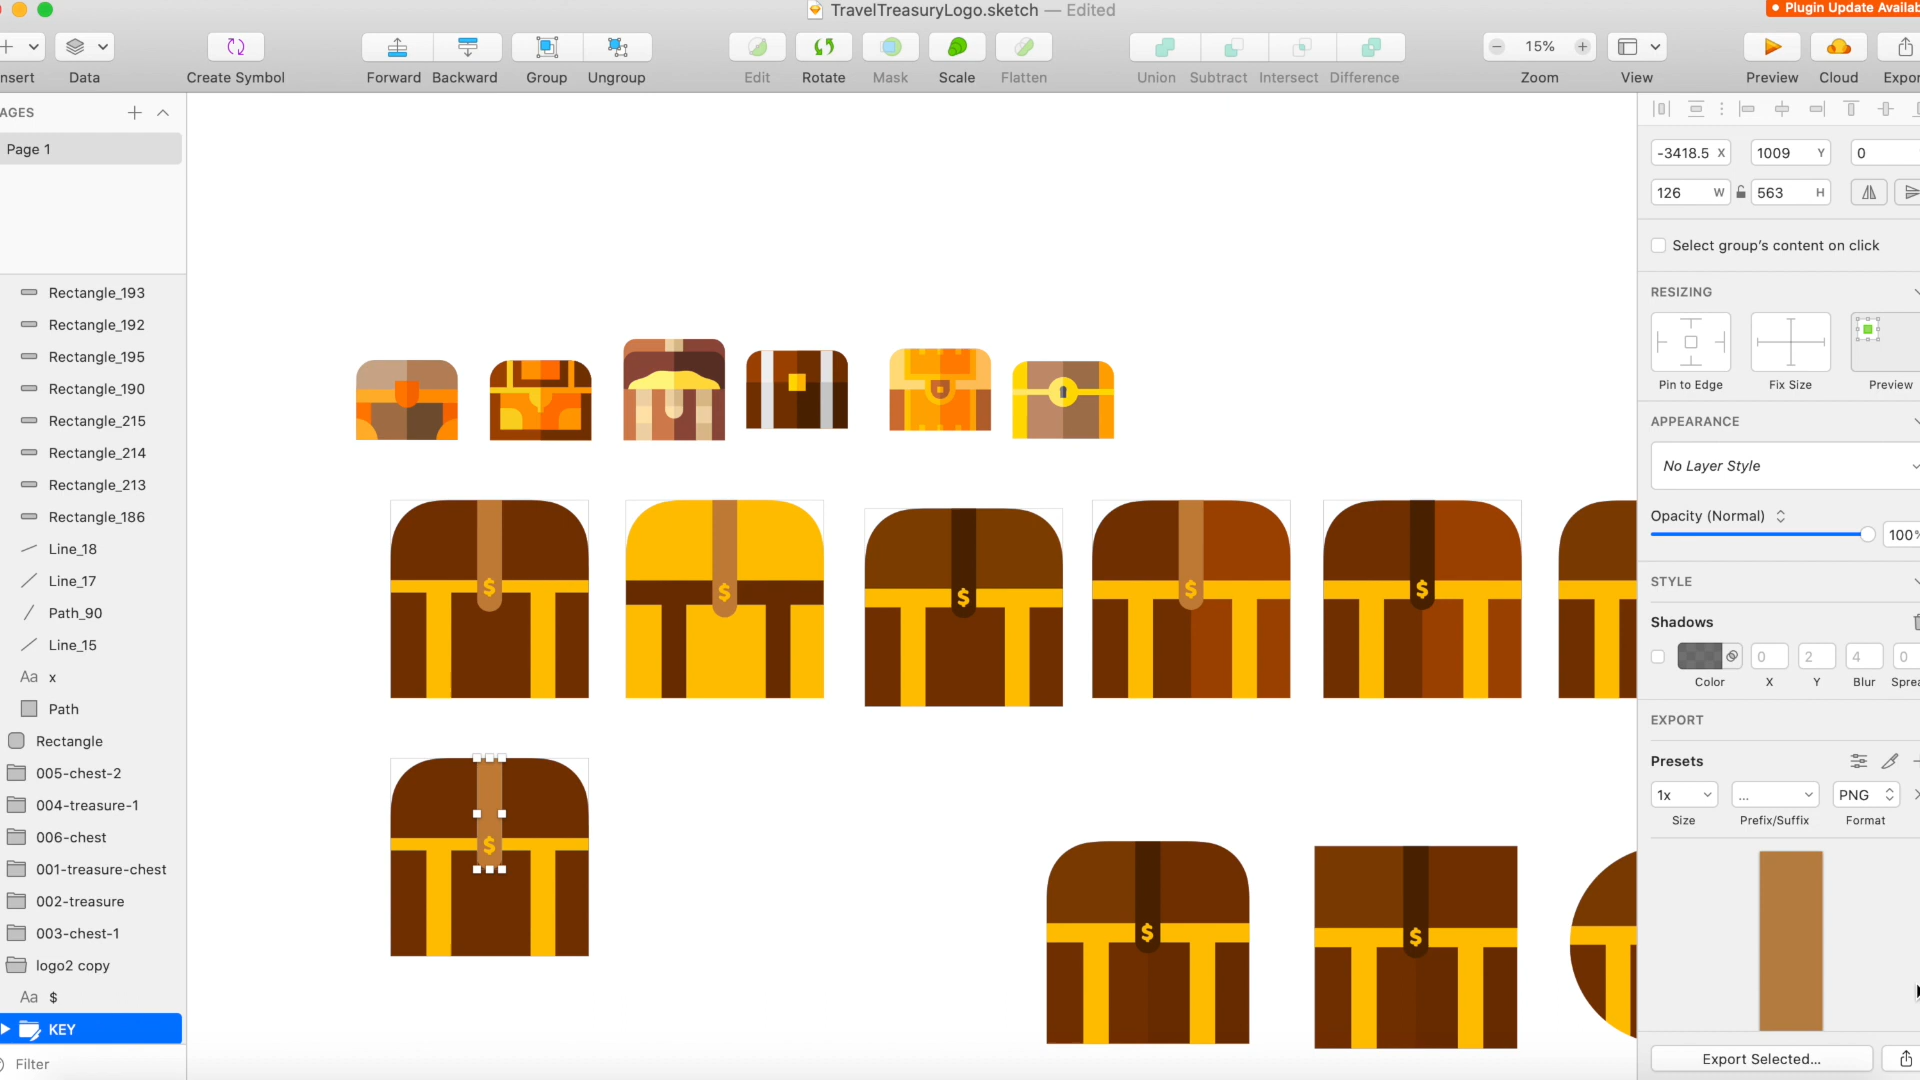 TravelTreasuryLogo.sketch — Edited
Plugin Update Availab
nsert
Data
Create Symbol
Forward
Backward
Group
Ungroup
Edit
Rotate
Mask
Scale
Flatten
Union
Subtract
Intersect
Difference
15%
Zoom
View
Preview
Cloud
Expor
AGES
Page 1
Rectangle_193
Rectangle_192
Rectangle_195
Rectangle_190
Rectangle_215
Rectangle_214
Rectangle_213
Rectangle_186
Line_18
Line_17
Path_90
Line_15
Aa x
Path
Rectangle
005-chest-2
004-treasure-1
006-chest
001-treasure-chest
002-treasure
003-chest-1
logo2 copy
Aa $
KEY
Filter
$
$
$
$
$
$
$
$
-3418.5 X
1009 Y
0
126 W
563 H
Select group's content on click
RESIZING
Pin to Edge
Fix Size
Preview
APPEARANCE
No Layer Style
Opacity (Normal)
100%
STYLE
Shadows
0
2
4
0
Color
X
Y
Blur
Sprea
EXPORT
Presets
1x
...
PNG
Size
Prefix/Suffix
Format
Export Selected...